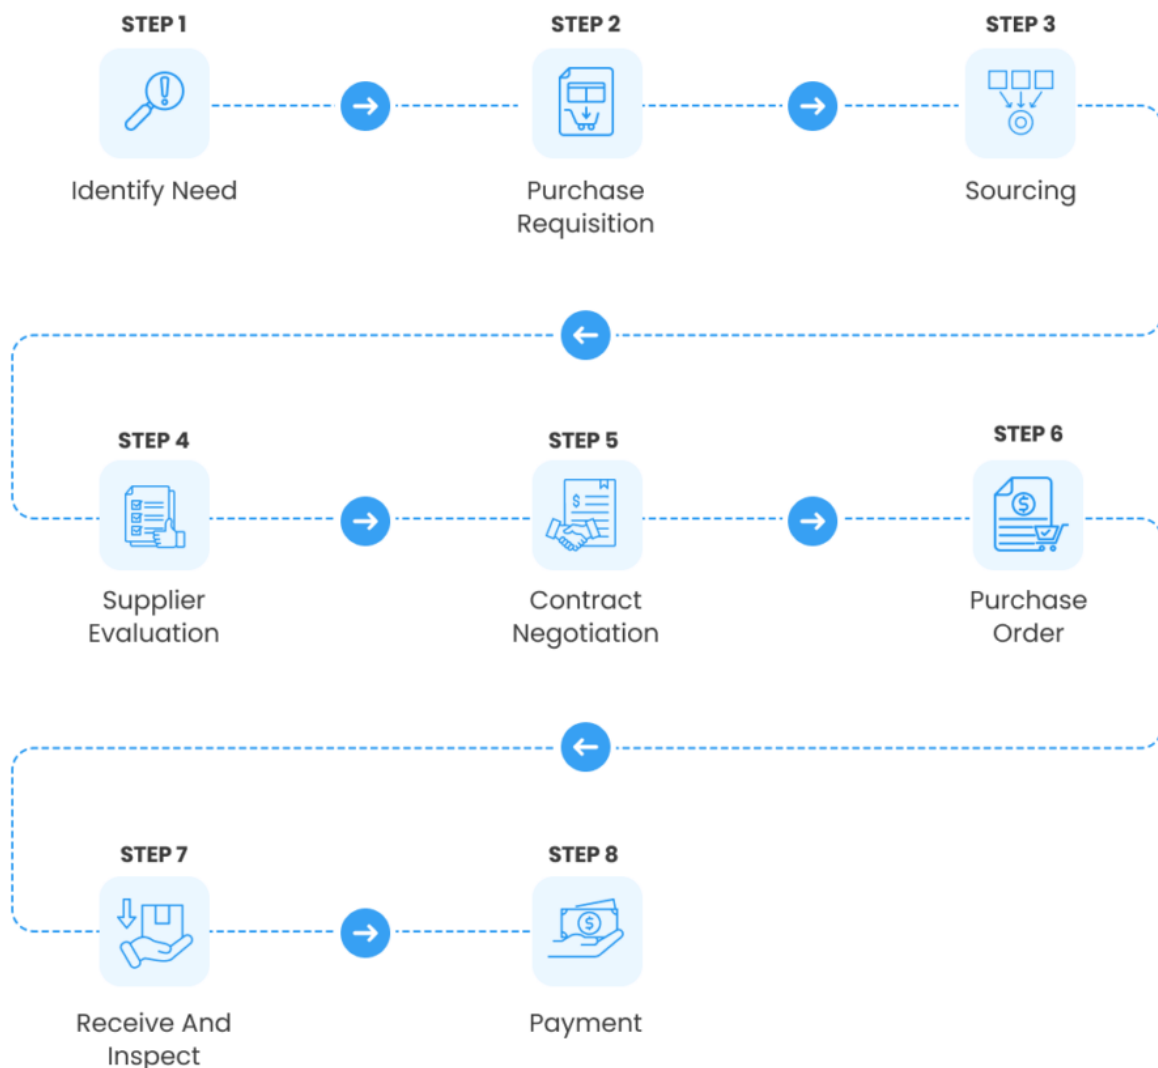 STEP 1
Identify Need
STEP 2
Purchase
Requisition
STEP 3
Sourcing
STEP 4
Supplier
Evaluation
STEP 5
Contract
Negotiation
STEP 6
Purchase
Order
STEP 7
Receive And
Inspect
STEP 8
Payment